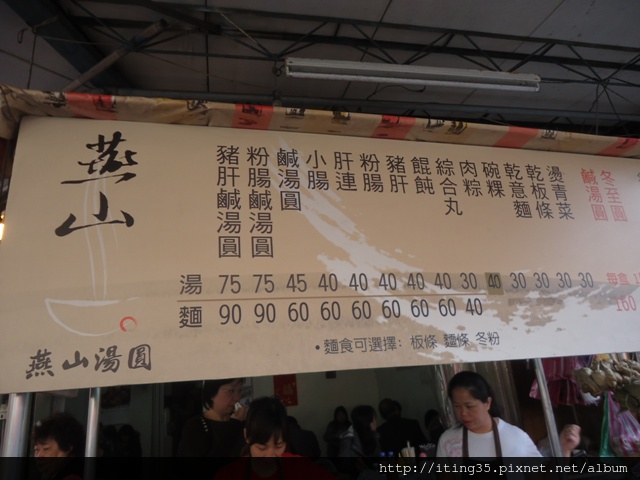 燕山
豬肝鹹湯圓
粉腸鹹湯圓
鹹湯圓
小腸
肝連
粉腸
豬肝
餛飩
綜合丸
肉粽
碗粿
乾意麵
乾板條
燙青菜
冬至圓
鹹湯圓
湯 75 75 45 40 40 40 40 40 30 40 30 30 30 30 每盒
麵 90 90 60 60 60 60 60 60 40 160
•麵食可選擇: 板條 麵條 冬粉
燕山湯圓
http://iting35.pixnet.net/album